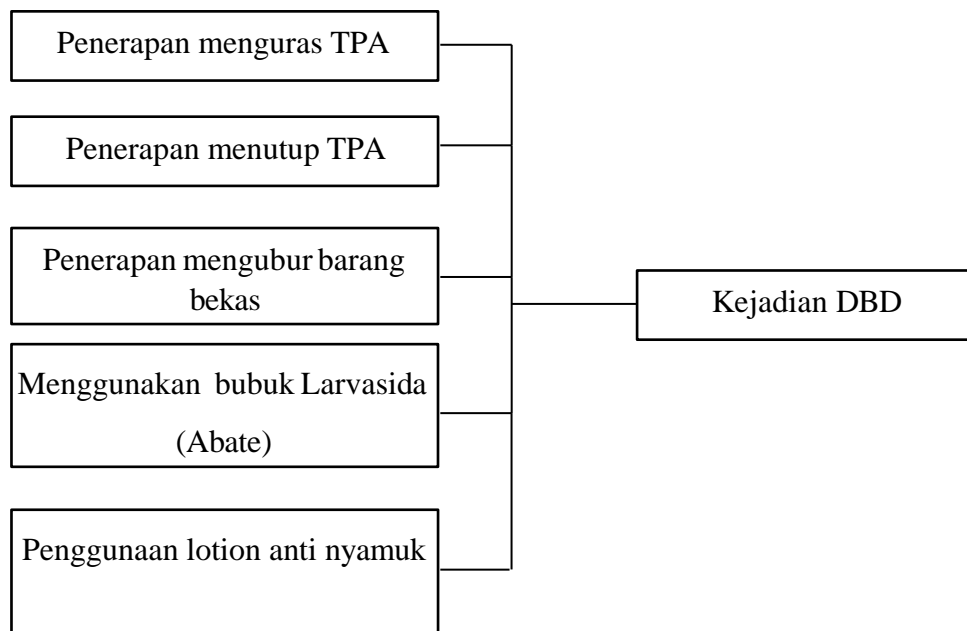 Penerapan menguras TPA
Penerapan menutup TPA
Penerapan mengubur barang
bekas
Menggunakan bubuk Larvasida
(Abate)
Penggunaan lotion anti nyamuk
Kejadian DBD